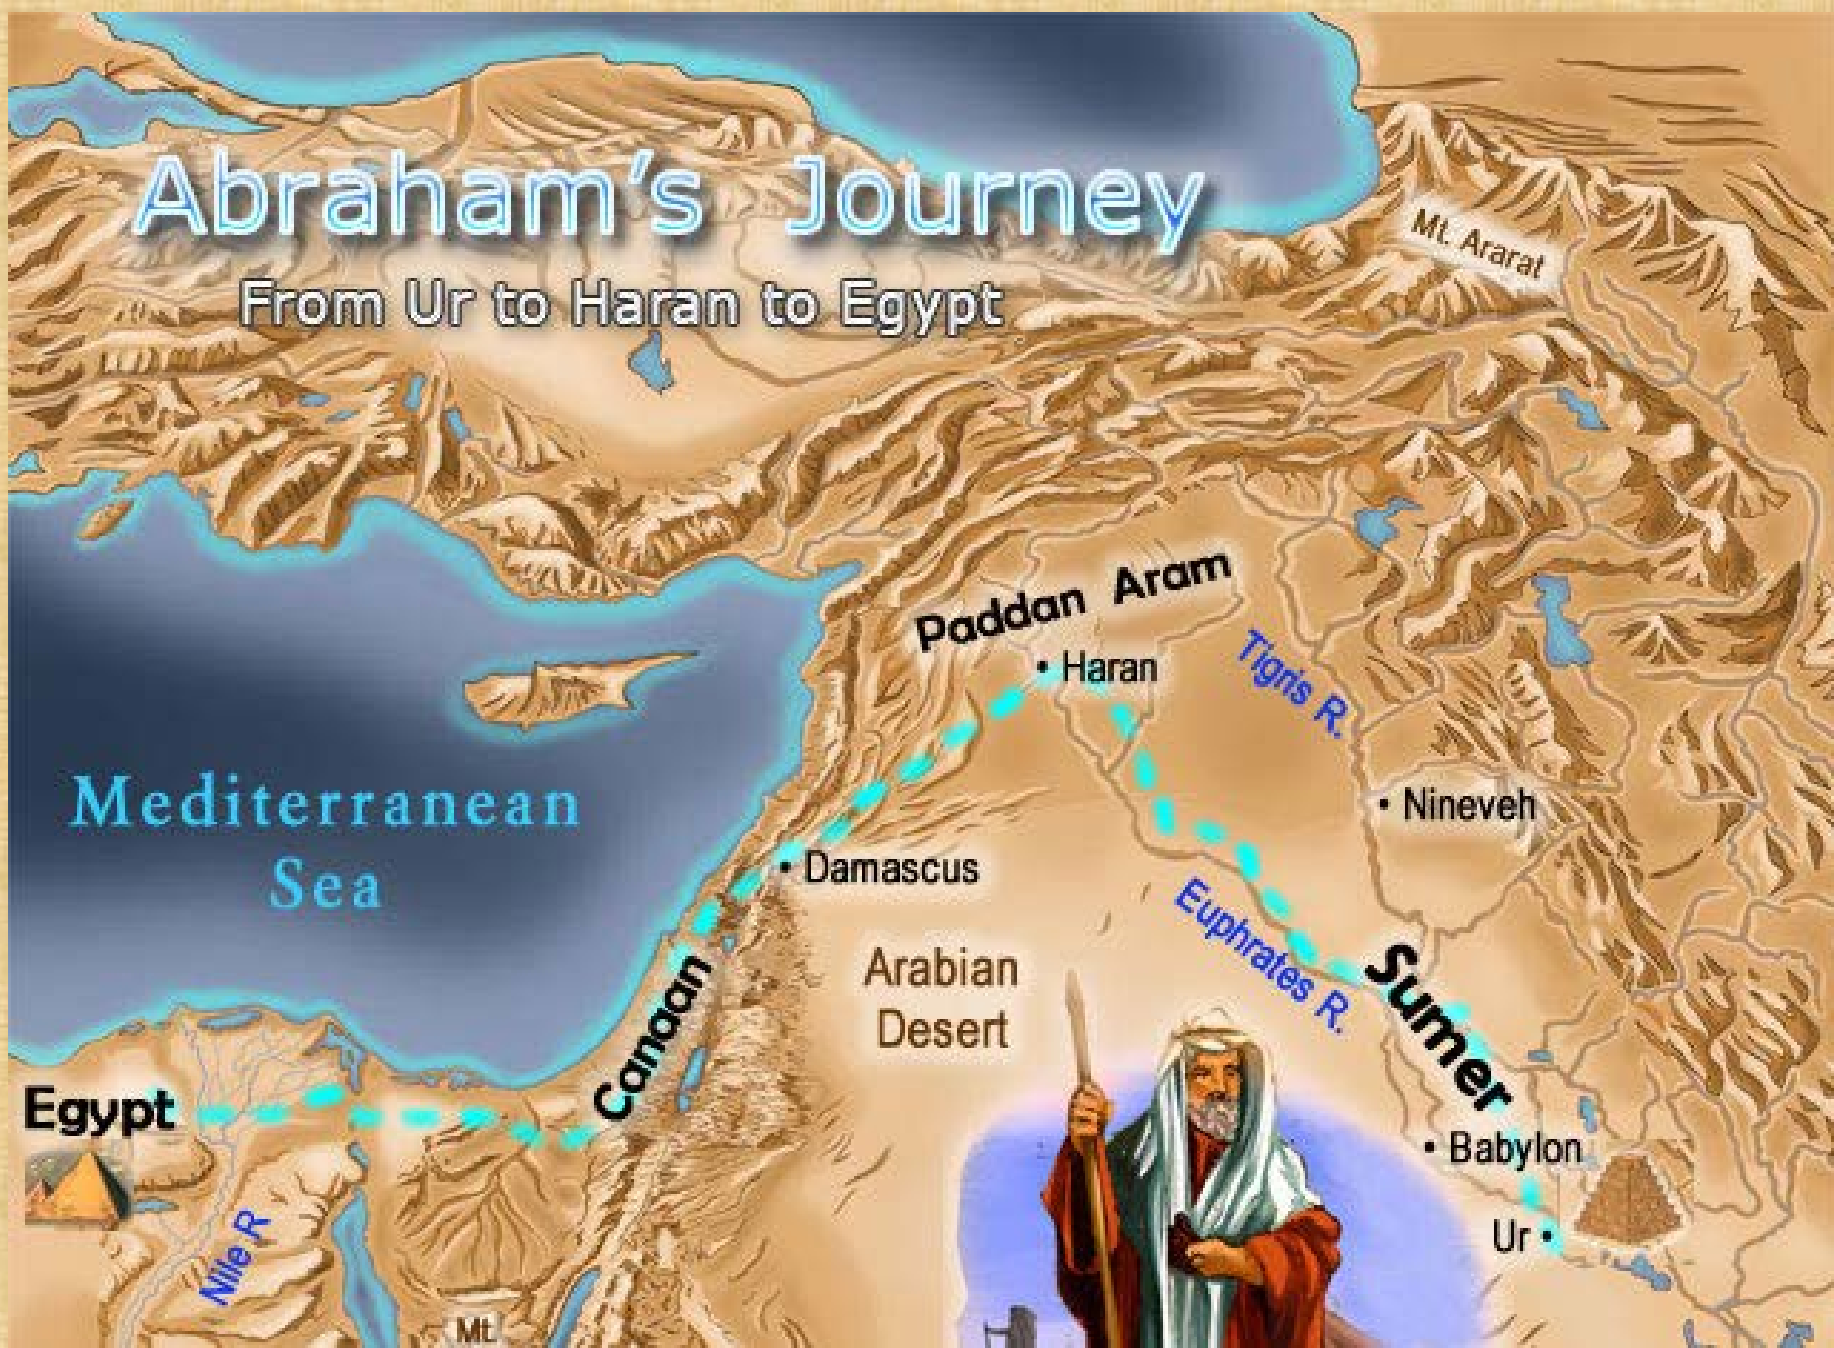 Abraham's Journey
From Ur to Haran to Egypt
Mt. Ararat
Paddan Aram
Haran
Tigris R.
Nineveh
Mediterranean
Sea
Damascus
Euphrates R.
Arabian
Desert
Sumer
Canaan
Egypt
Babylon
Ur
Nile R
Mt.